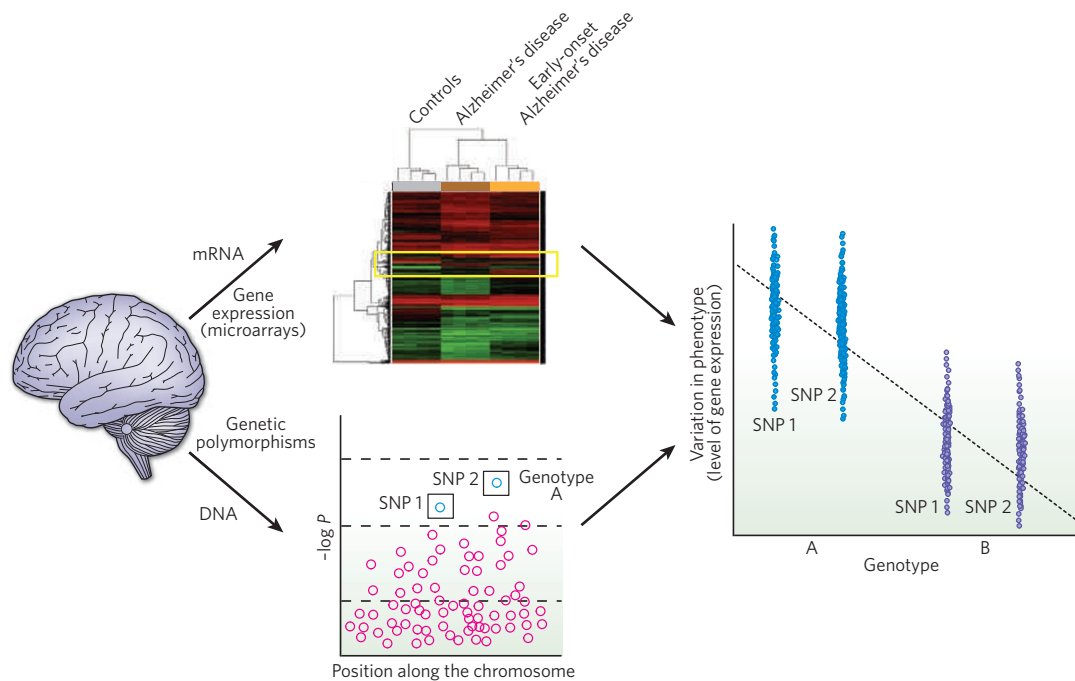 Controls
Alzheimer's disease
Early-onset
Alzheimer's disease
mRNA
Gene
expression
(microarrays)
Genetic
polymorphisms
DNA
–log P
SNP 1
SNP 2
Genotype
A
Position along the chromosome
Variation in phenotype
(level of gene expression)
SNP 1
SNP 2
SNP 1
SNP 2
A
B
Genotype